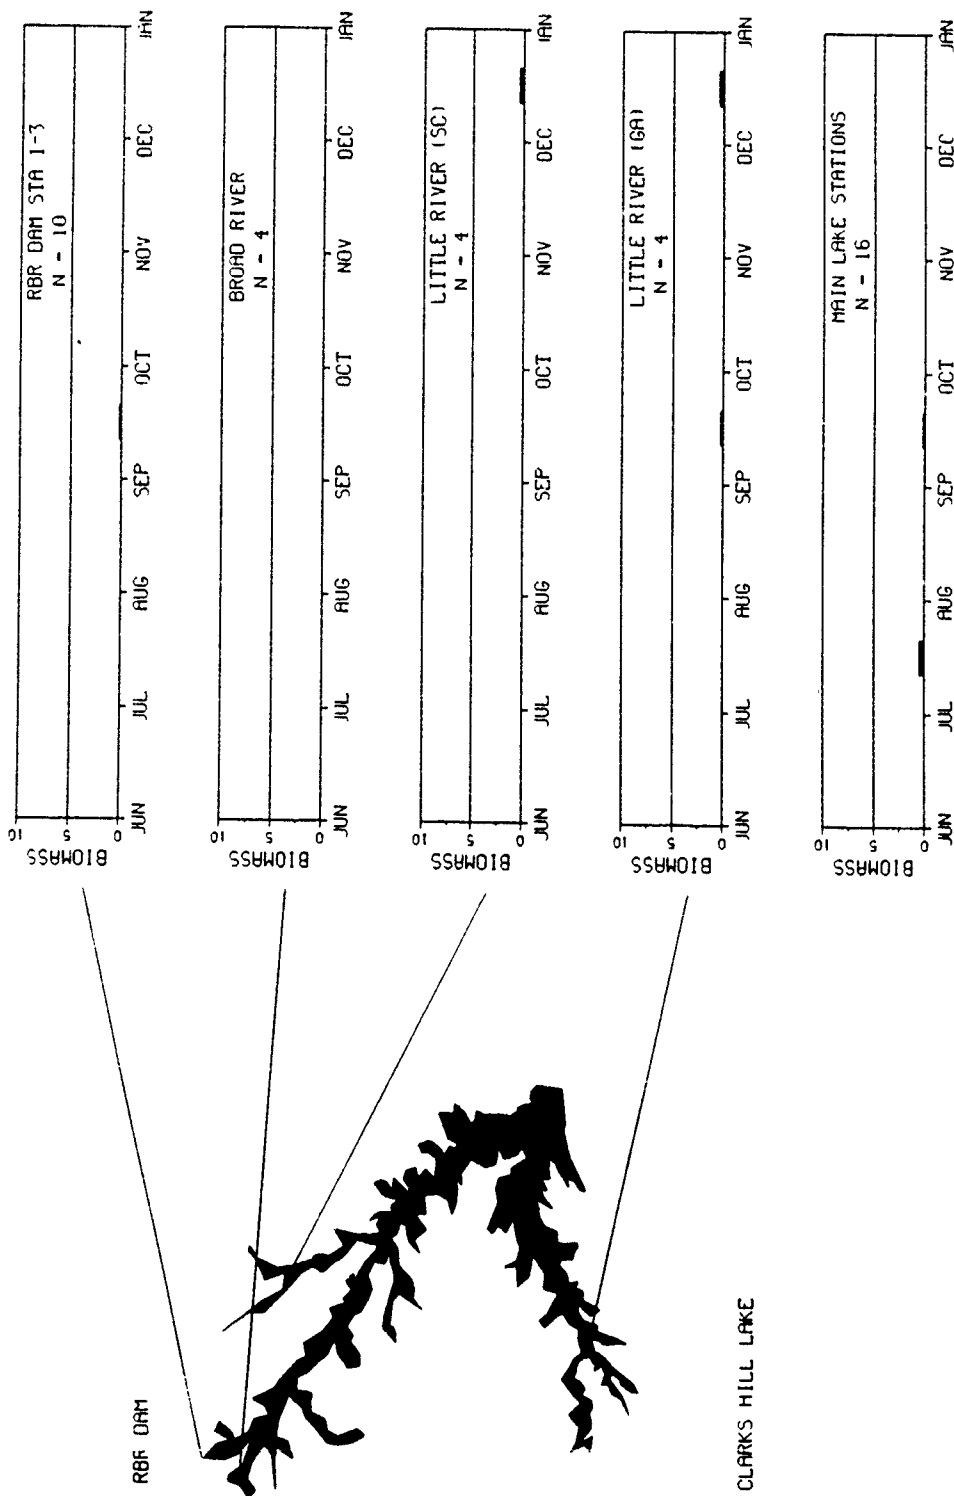 RBR DAM
CLARKS HILL LAKE
RBR DAM STA 1-3
N - 10
BIOMASS
10
5
0
JUN JUL AUG SEP OCT NOV DEC JAN
BROAD RIVER
N - 4
BIOMASS
10
5
0
JUN JUL AUG SEP OCT NOV DEC JAN
LITTLE RIVER (SC)
N - 4
BIOMASS
10
5
0
JUN JUL AUG SEP OCT NOV DEC JAN
LITTLE RIVER (GA)
N - 4
BIOMASS
10
5
0
JUN JUL AUG SEP OCT NOV DEC JAN
MAIN LAKE STATIONS
N - 16
BIOMASS
10
5
0
JUN JUL AUG SEP OCT NOV DEC JAN